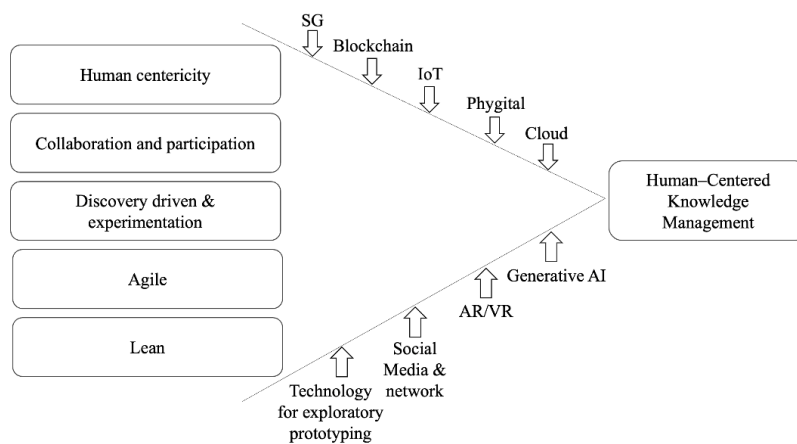 SG
Blockchain
IoT
Phygital
Cloud
Human centericity
Collaboration and participation
Discovery driven &
experimentation
Agile
Lean
Human–Centered
Knowledge
Management
Generative AI
AR/VR
Social
Media &
network
Technology
for exploratory
prototyping